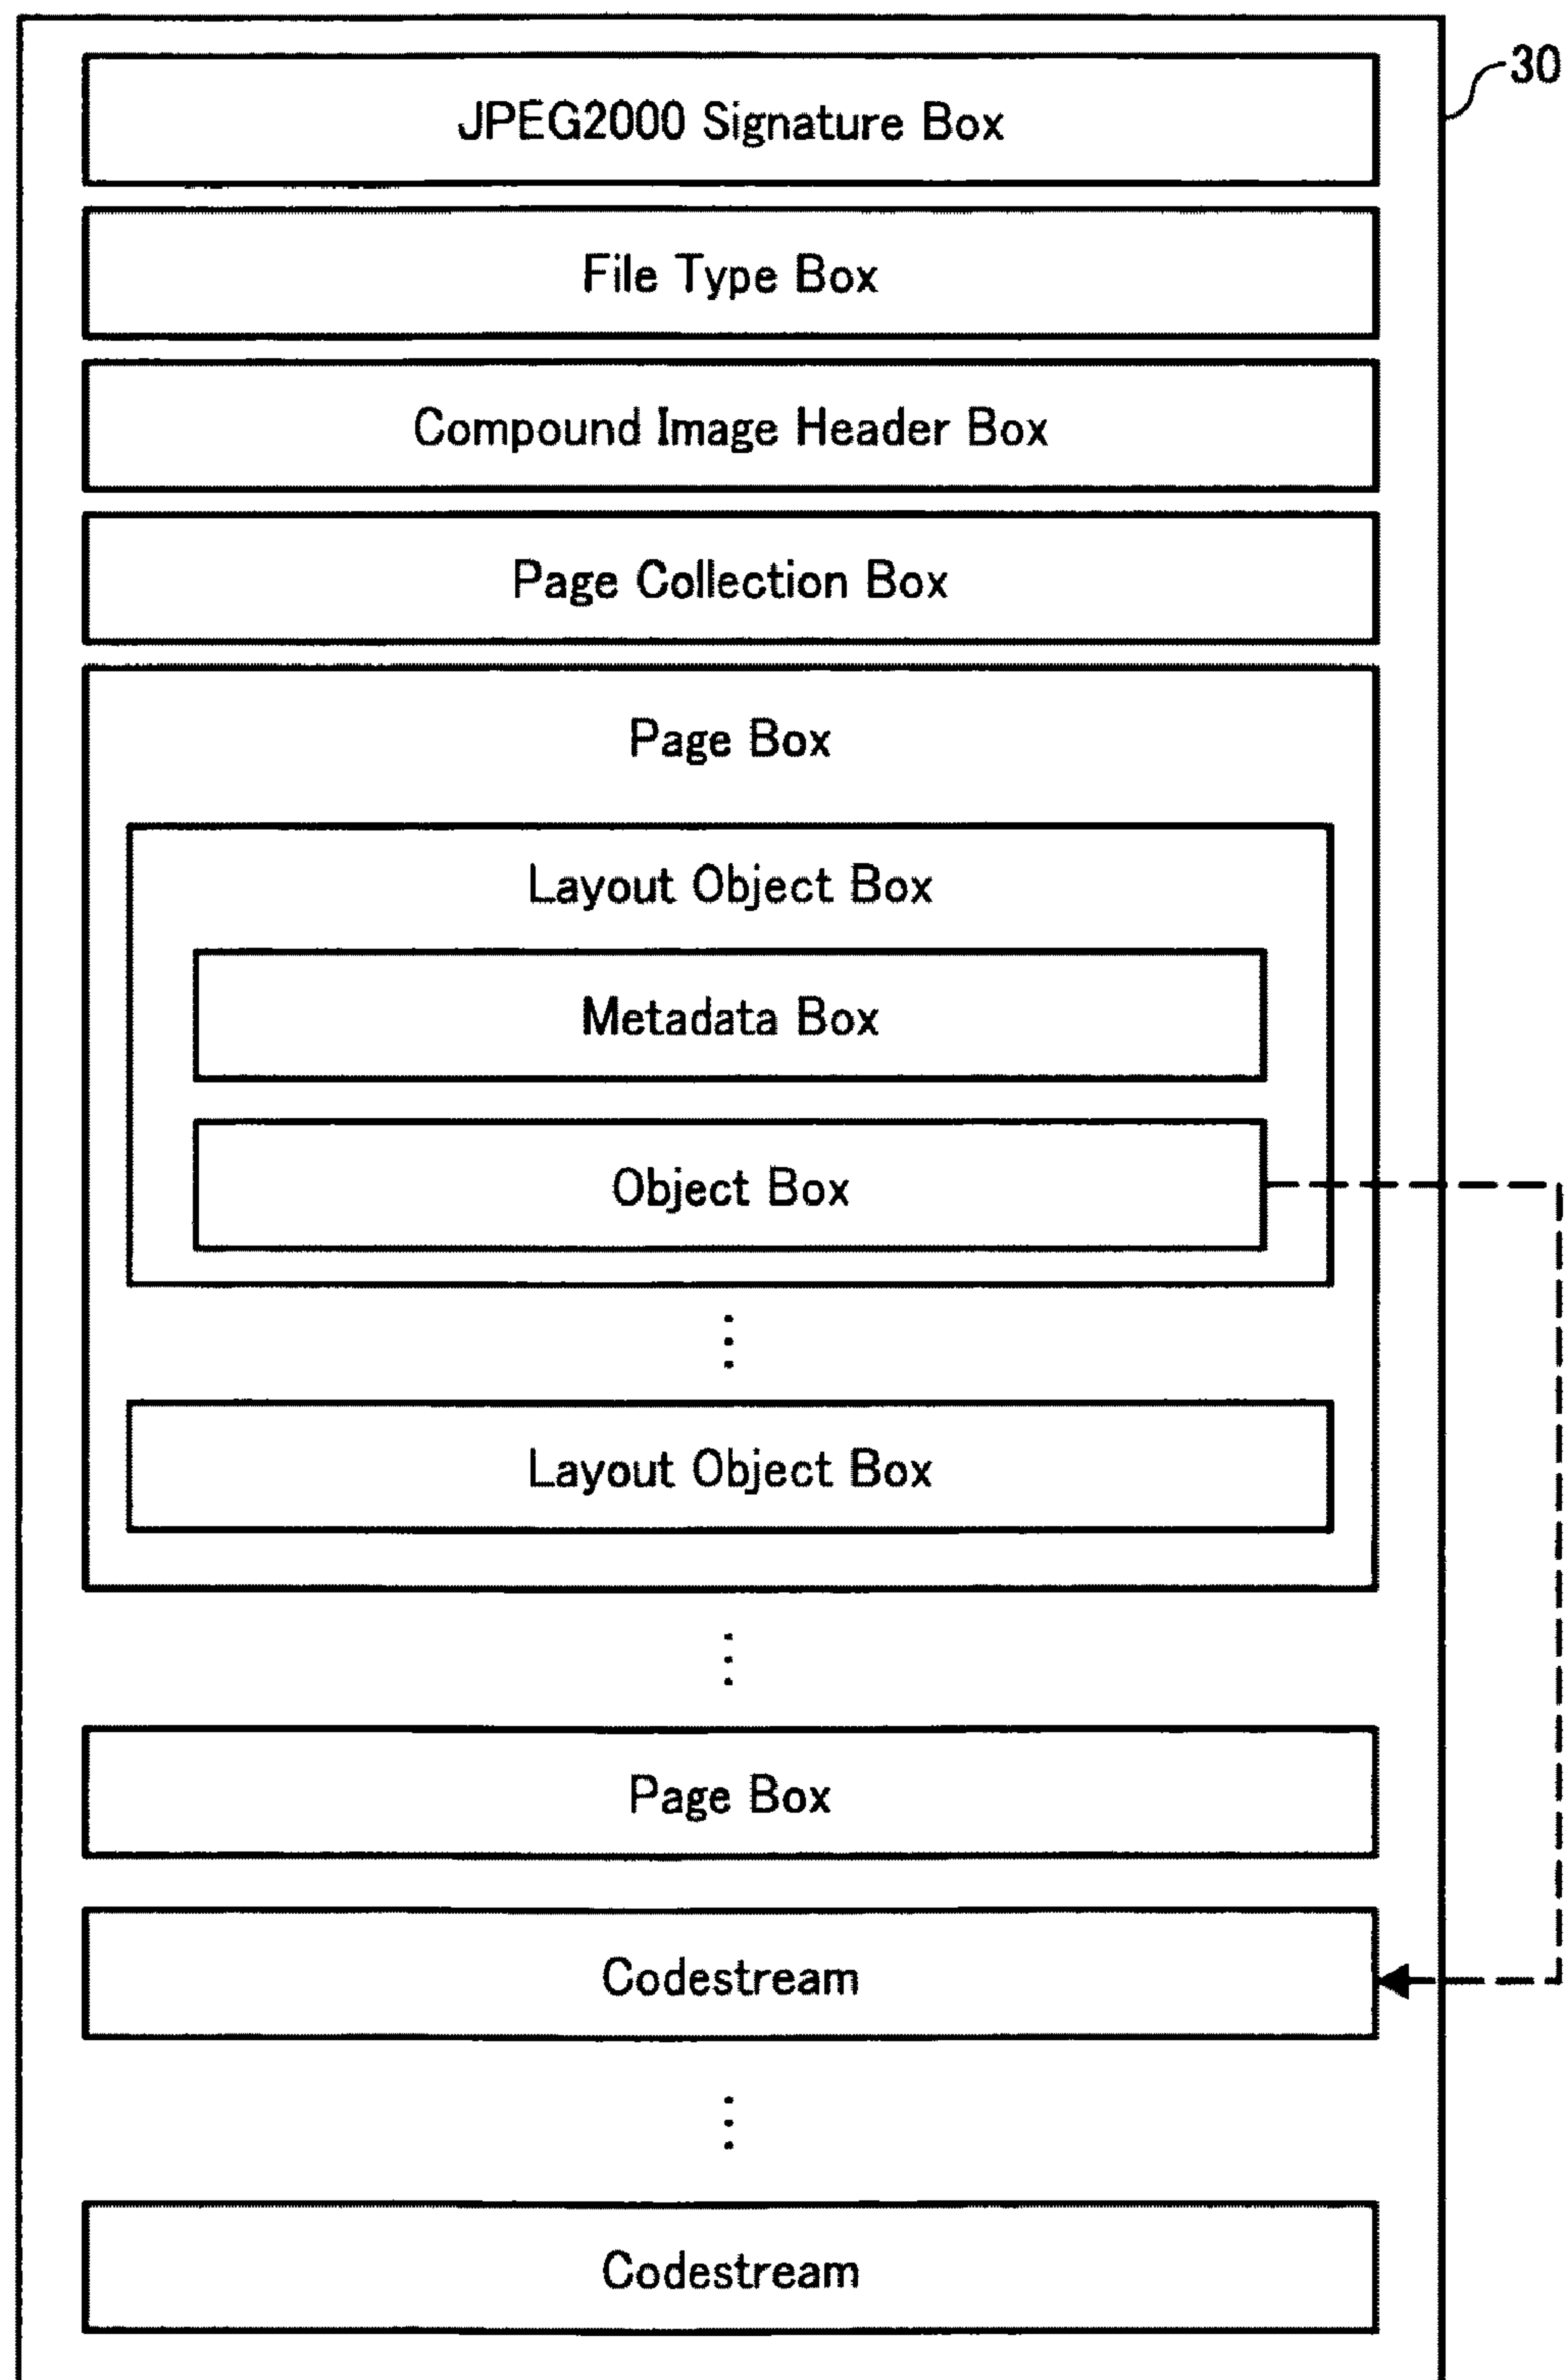 30
JPEG2000 Signature Box
File Type Box
Compound Image Header Box
Page Collection Box
Page Box
Layout Object Box
Metadata Box
Object Box
Layout Object Box
Page Box
Codestream
Codestream